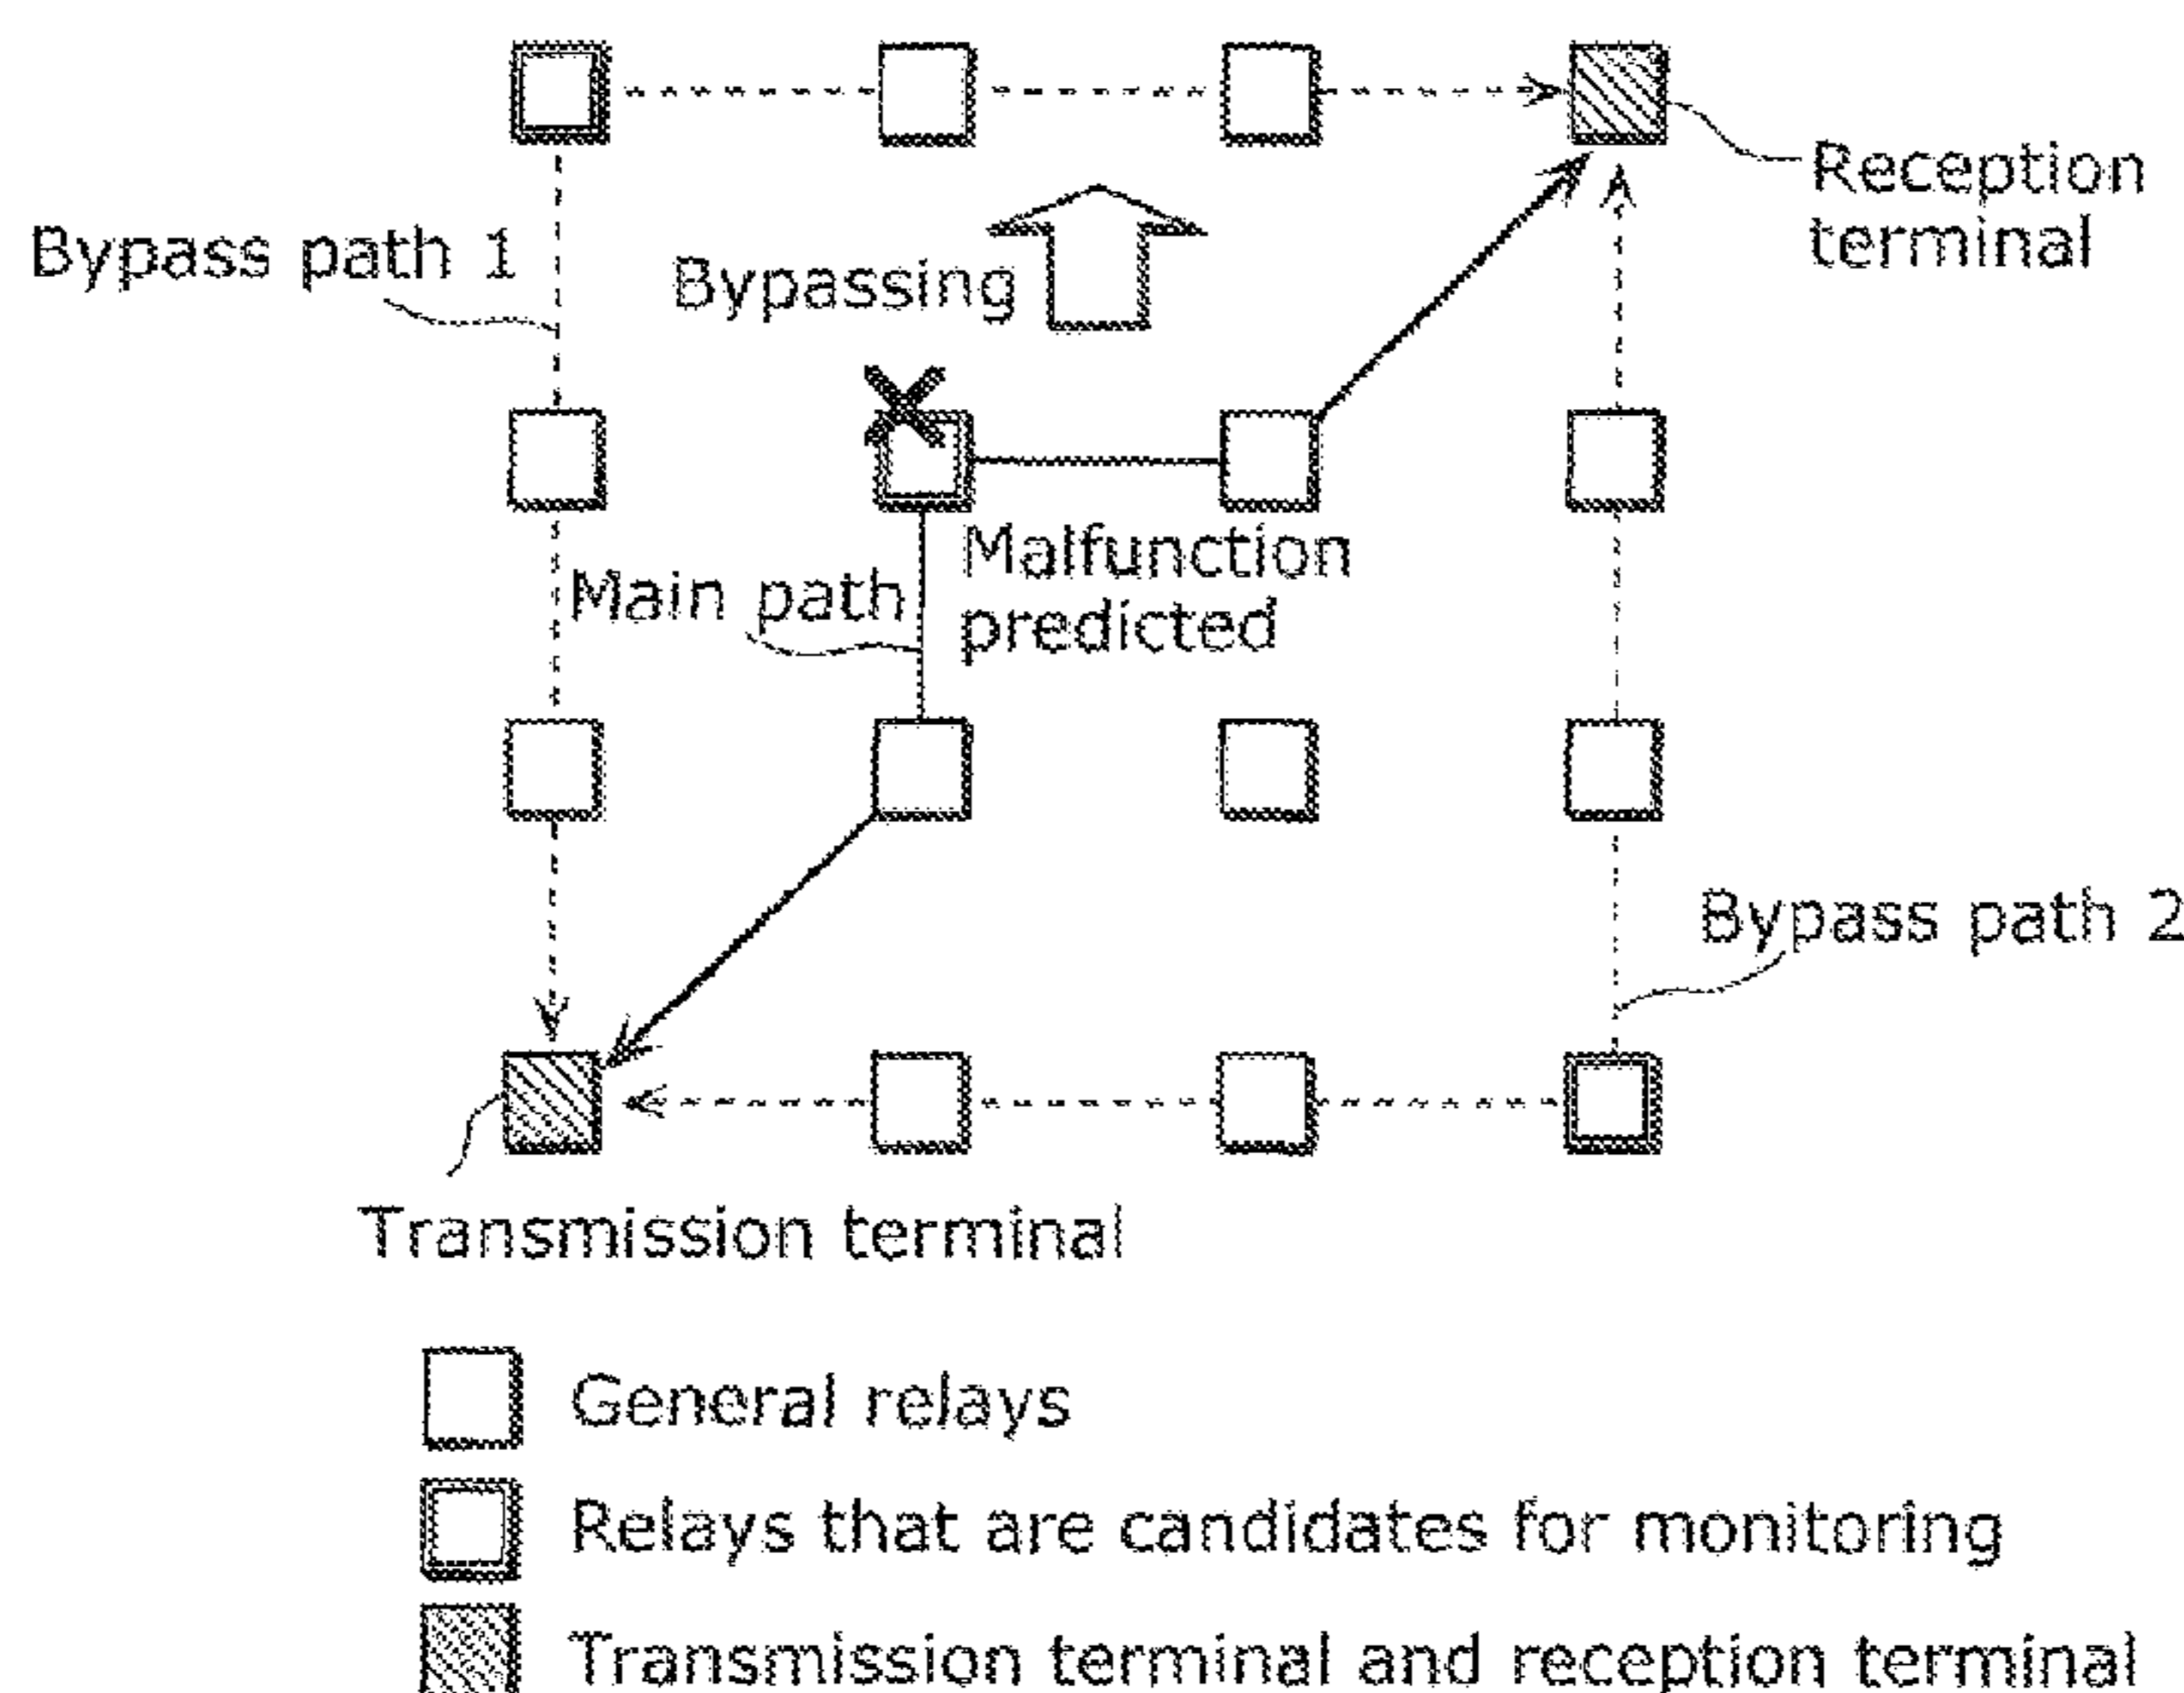 Reception
terminal
Bypass path 1
Bypassing
Malfunction
predicted
Main path
Bypass path 2
Transmission terminal
General relays
Relays that are candidates for monitoring
Transmission terminal and reception terminal